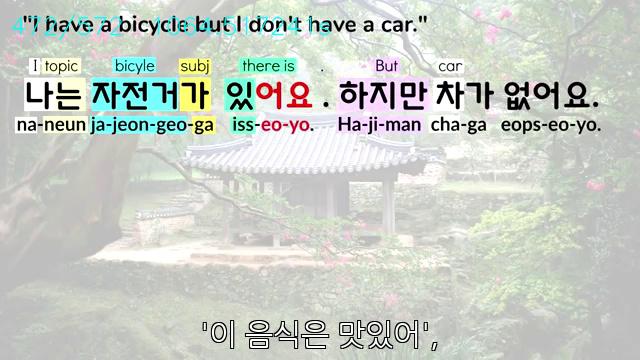 "I have a bicycle but I don't have a car."
I topic bicyle subj there is . But car
나는 자전거가 있어요 . 하지만 차가 없어요.
na-neun ja-jeon-geo-ga iss-eo-yo. Ha-ji-man cha-ga eops-eo-yo.
'이 음식은 맛있어',